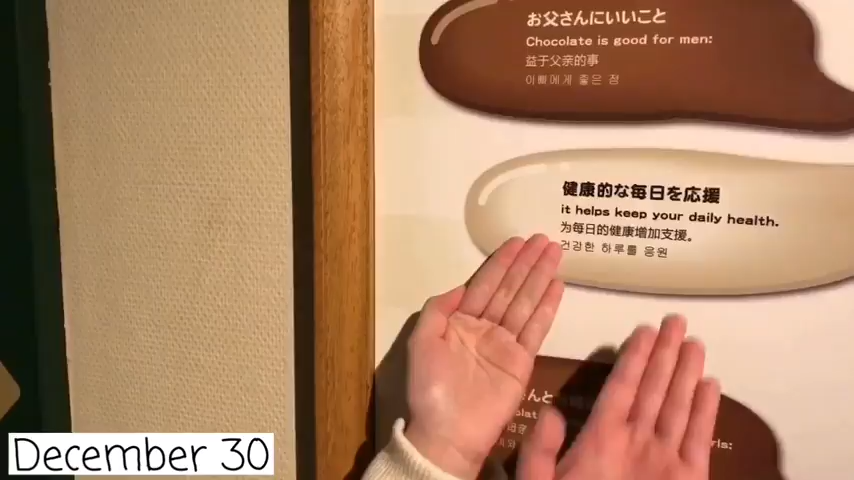 お父さんにいいこと
Chocolate is good for men:
益于父亲的事
아빠에게 좋은 점
健康的な毎日を応援
it helps keep your daily health.
为每日的健康增加支援。
건강한 하루를 응원
December 30